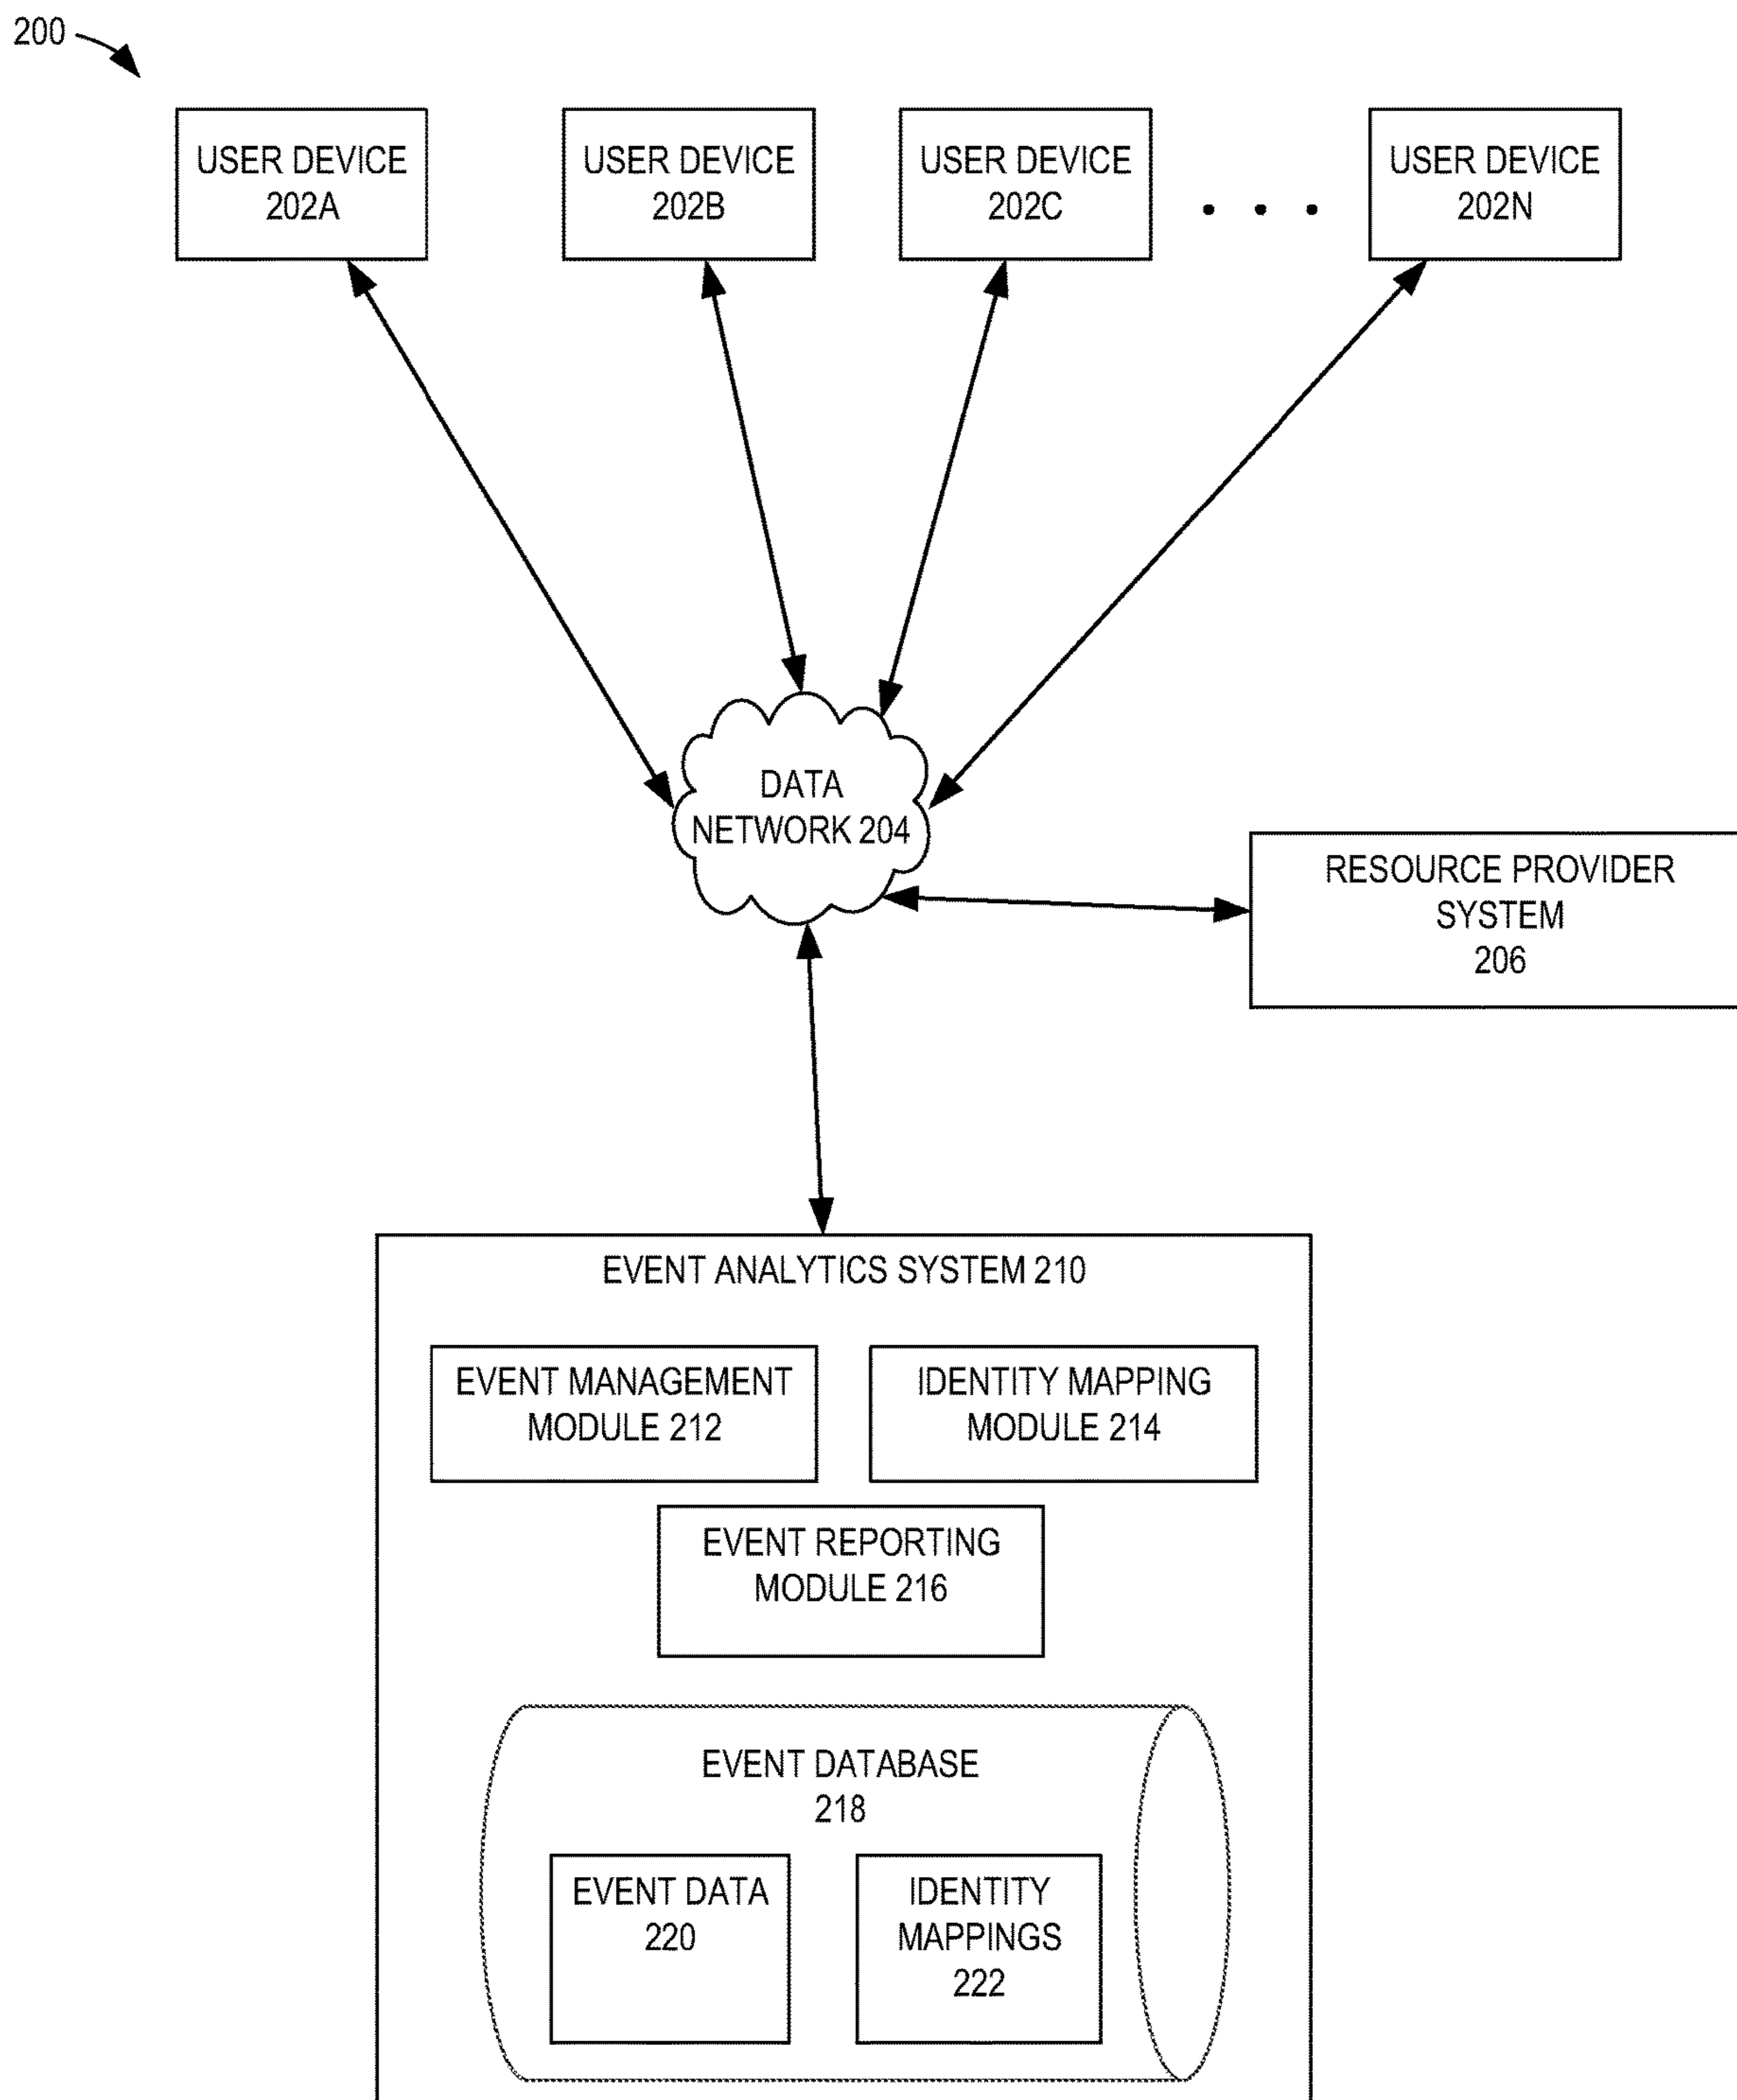 200
USER DEVICE
202A
USER DEVICE
202B
USER DEVICE
202C
. . .
USER DEVICE
202N
DATA
NETWORK 204
RESOURCE PROVIDER
SYSTEM
206
EVENT ANALYTICS SYSTEM 210
EVENT MANAGEMENT
MODULE 212
IDENTITY MAPPING
MODULE 214
EVENT REPORTING
MODULE 216
EVENT DATABASE
218
EVENT DATA
220
IDENTITY
MAPPINGS
222